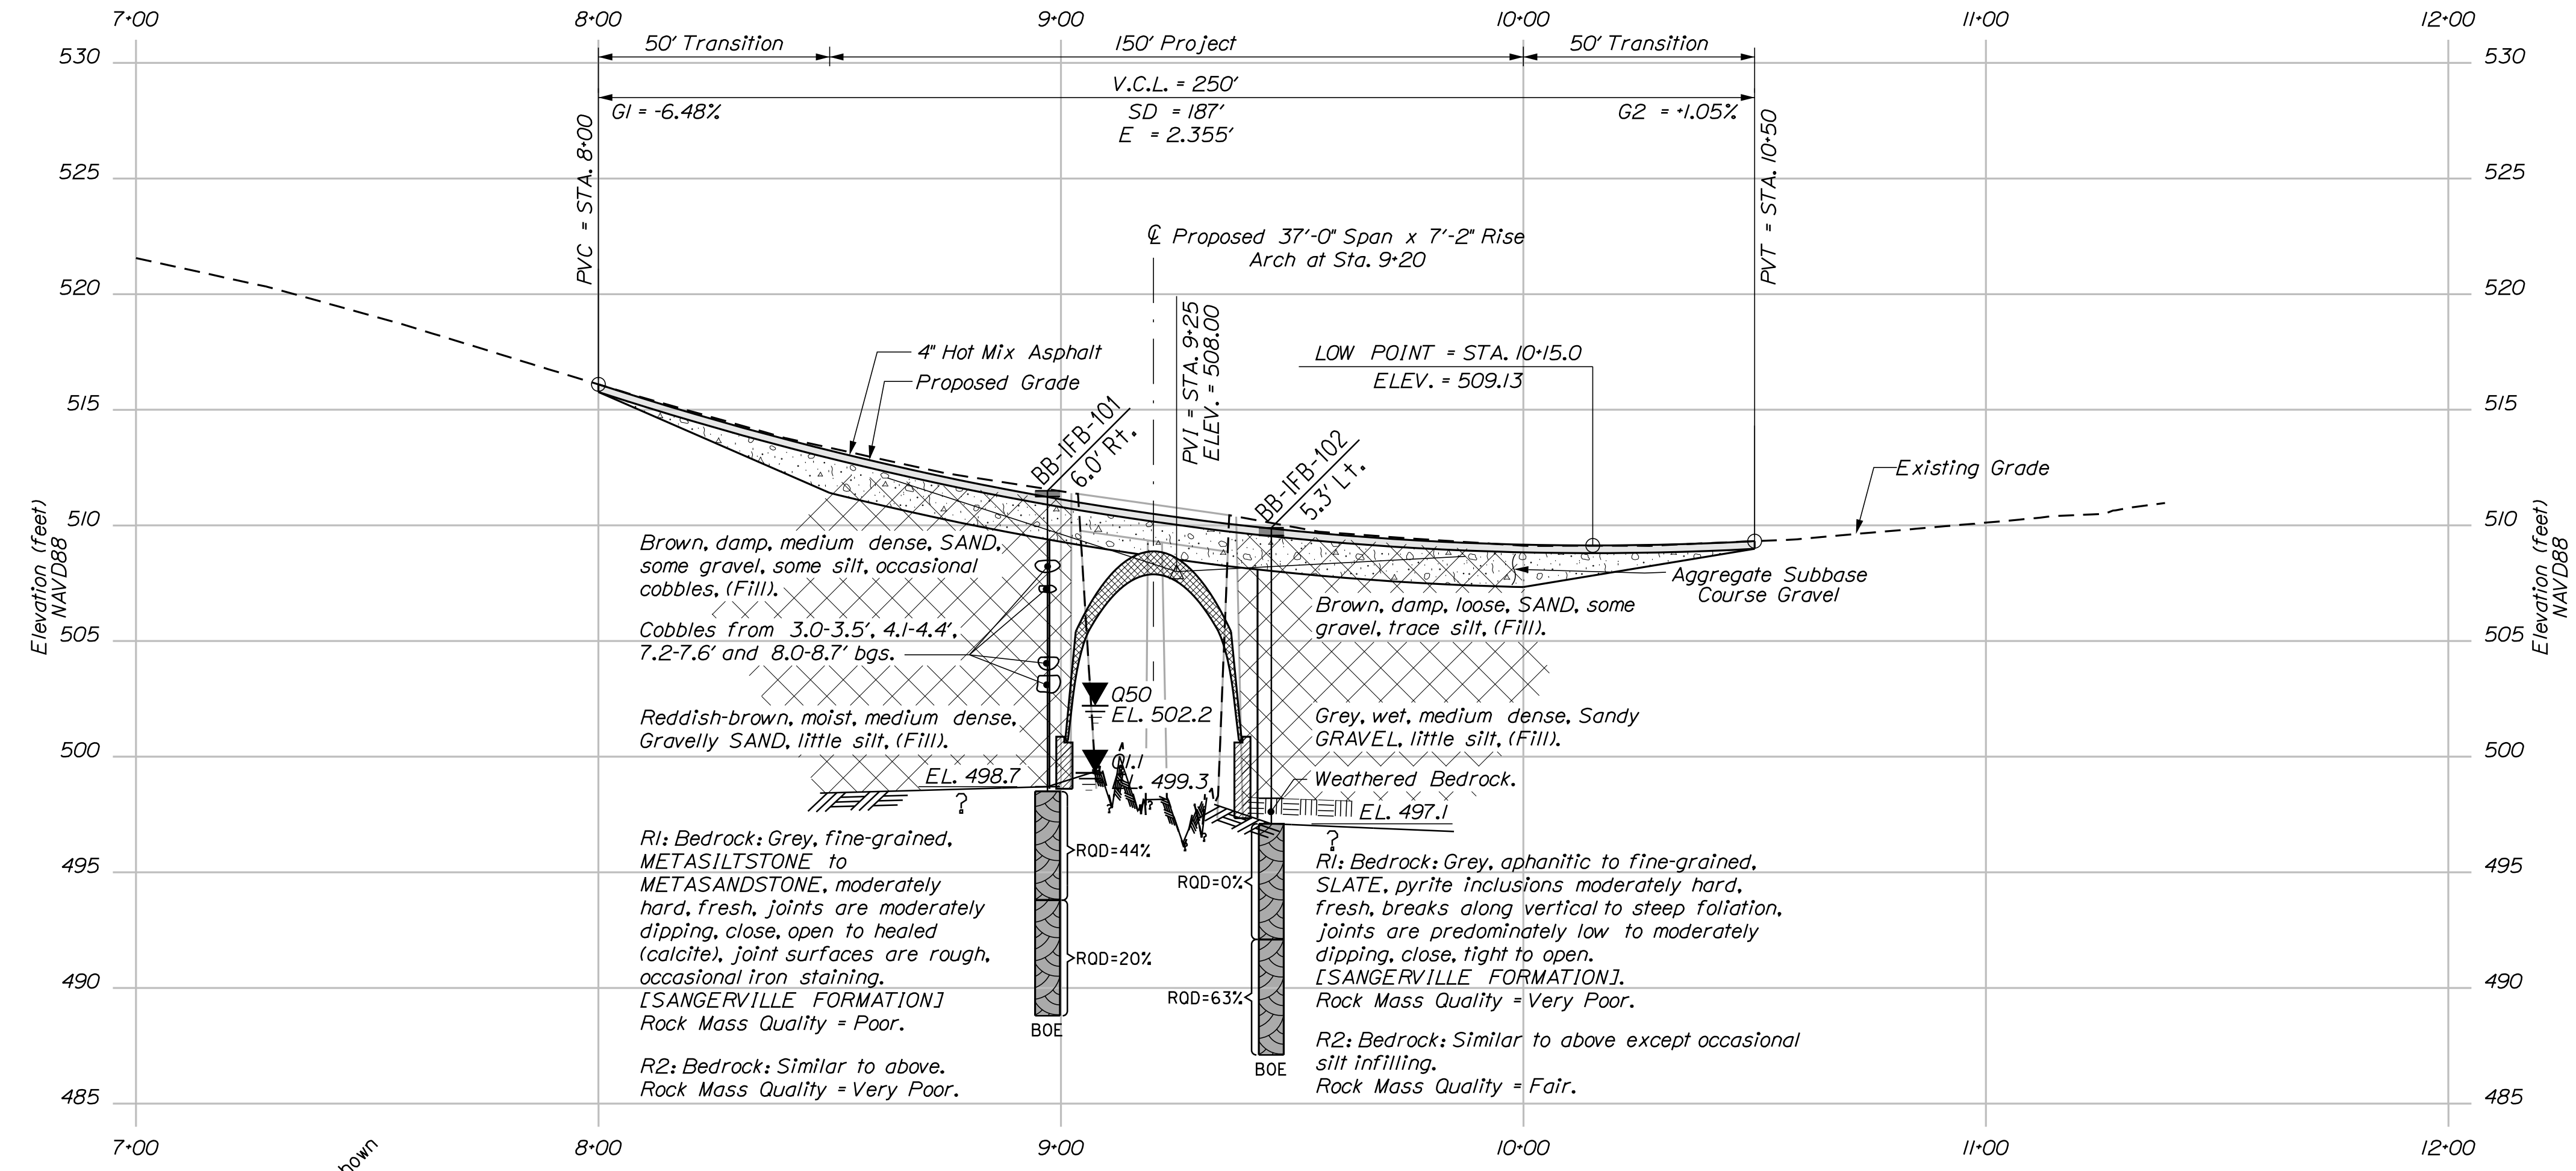 7+00 8+00 9+00 10+00 11+00 12+00
50' Transition 150' Project 50' Transition
530 530
V.C.L. = 250'
G1 = -6.48% SD = 187' G2 = +1.05%
E = 2.355'
PVC = STA. 8+00
PVT = STA. 10+50
525 525
℄ Proposed 37'-0" Span x 7'-2" Rise
Arch at Sta. 9+20
520 520
PVI = STA. 9+25
ELEV. = 508.00
4" Hot Mix Asphalt
Proposed Grade
LOW POINT = STA. 10+15.0
ELEV. = 509.13
515 515
BB-IFB-101
6.0' Rt.
BB-IFB-102
5.3' Lt.
Existing Grade
510 510
Elevation (feet)
NAVD88
Elevation (feet)
NAVD88
Brown, damp, medium dense, SAND,
some gravel, some silt, occasional
cobbles, (Fill).
Aggregate Subbase
Course Gravel
Brown, damp, loose, SAND, some
gravel, trace silt, (Fill).
505 505
Cobbles from 3.0-3.5', 4.1-4.4',
7.2-7.6' and 8.0-8.7' bgs.
Q50
EL. 502.2
Reddish-brown, moist, medium dense,
Gravelly SAND, little silt, (Fill).
Grey, wet, medium dense, Sandy
GRAVEL, little silt, (Fill).
500 500
Q1.1
EL. 499.3
EL. 498.7
?
Weathered Bedrock.
EL. 497.1
?
R1: Bedrock: Grey, fine-grained,
METASILTSTONE to
METASANDSTONE, moderately
hard, fresh, joints are moderately
dipping, close, open to healed
(calcite), joint surfaces are rough,
occasional iron staining.
[SANGERVILLE FORMATION]
Rock Mass Quality = Poor.
R2: Bedrock: Similar to above.
Rock Mass Quality = Very Poor.
RQD=44%
RQD=20%
BOE
RQD=0%
RQD=63%
BOE
R1: Bedrock: Grey, aphanitic to fine-grained,
SLATE, pyrite inclusions moderately hard,
fresh, breaks along vertical to steep foliation,
joints are predominately low to moderately
dipping, close, tight to open.
[SANGERVILLE FORMATION].
Rock Mass Quality = Very Poor.
R2: Bedrock: Similar to above except occasional
silt infilling.
Rock Mass Quality = Fair.
495 495
490 490
485 485
7+00 8+00 9+00 10+00 11+00 12+00